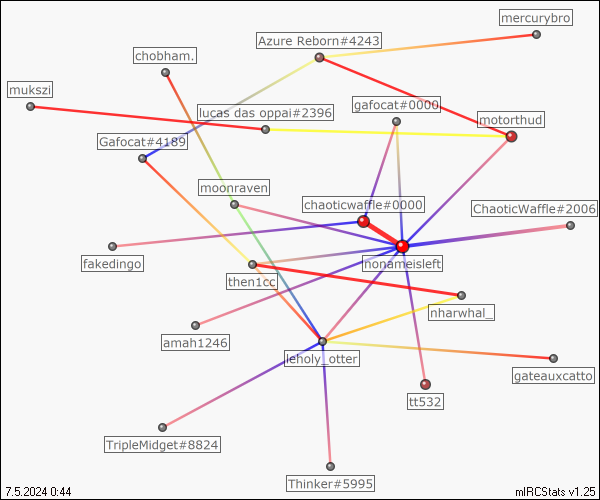 mercurybro
Azure Reborn#4243
chobham.
mukszi
gafocat#0000
lucas das oppai#2396
motorthud
Gafocat#4189
moonraven
chaoticwaffle#0000
ChaoticWaffle#2006
fakedingo
nonameisleft
then1cc
nharwhal_
amah1246
leholy_otter
gateauxcatto
tt532
TripleMidget#8824
Thinker#5995
7.5.2024 0:44
mIRCStats v1.25